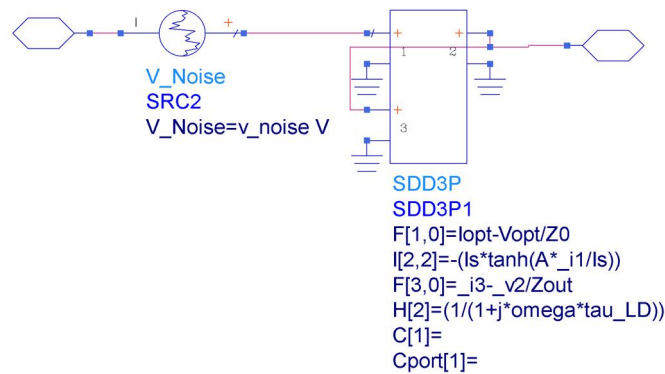 1
+
V_Noise
SRC2
V_Noise=v_noise V
+
+
1
2
+
3
SDD3P
SDD3P1
F[1,0]=Iopt-Vopt/Z0
I[2,2]=-(Is*tanh(A*_i1/Is))
F[3,0]=_i3-_v2/Zout
H[2]=(1/(1+j*omega*tau_LD))
C[1]=
Cport[1]=